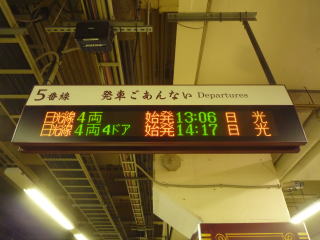 5番線 発車ごあんない Departures
日光線 4両 始発 13:06 日 光
日光線 4両4ドア 始発 14:17 日 光